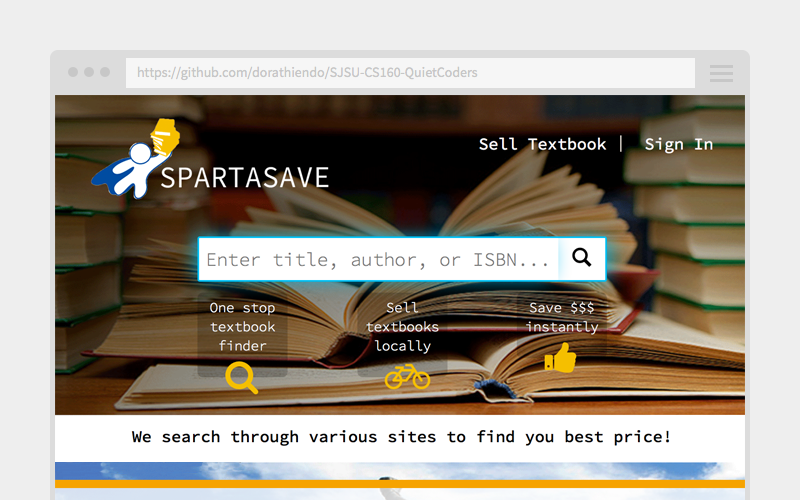 https://github.com/dorathiendo/SJSU-CS160-QuietCoders
Sell Textbook | Sign In
SPARTASAVE
Enter title, author, or ISBN...
One stop
textbook
finder
Sell
textbooks
locally
Save $$$
instantly
We search through various sites to find you best price!